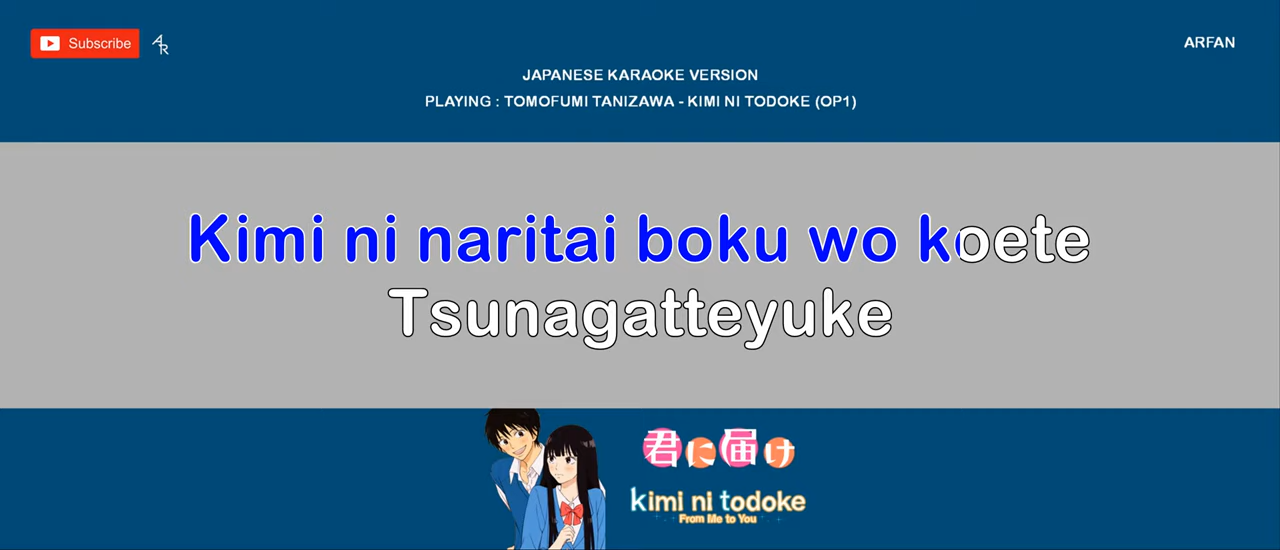 Subscribe
AR
ARFAN
JAPANESE KARAOKE VERSION
PLAYING : TOMOFUMI TANIZAWA - KIMI NI TODOKE (OP1)
Kimi ni naritai boku wo koete
Tsunagatteyuke
君に届け
kimi ni todoke
From Me to You